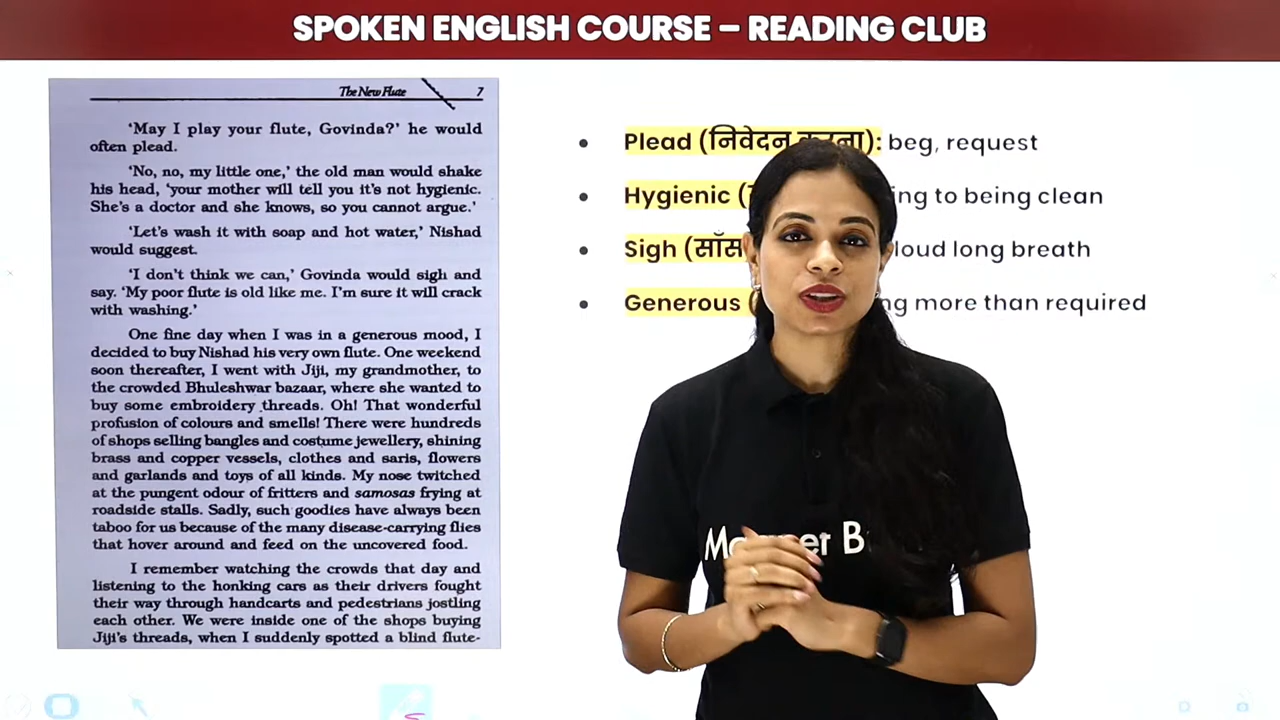 SPOKEN ENGLISH COURSE – READING CLUB
The New Flute 7
‘May I play your flute, Govinda?’ he would
often plead.
‘No, no, my little one,’ the old man would shake
his head, ‘your mother will tell you it's not hygienic.
She's a doctor and she knows, so you cannot argue.’
‘Let's wash it with soap and hot water,’ Nishad
would suggest.
‘I don't think we can,’ Govinda would sigh and
say. ‘My poor flute is old like me. I'm sure it will crack
with washing.’
One fine day when I was in a generous mood, I
decided to buy Nishad his very own flute. One weekend
soon thereafter, I went with Jiji, my grandmother, to
the crowded Bhuleshwar bazaar, where she wanted to
buy some embroidery threads. Oh! That wonderful
profusion of colours and smells! There were hundreds
of shops selling bangles and costume jewellery, shining
brass and copper vessels, clothes and saris, flowers
and garlands and toys of all kinds. My nose twitched
at the pungent odour of fritters and samosas frying at
roadside stalls. Sadly, such goodies have always been
taboo for us because of the many disease-carrying flies
that hover around and feed on the uncovered food.
I remember watching the crowds that day and
listening to the honking cars as their drivers fought
their way through handcarts and pedestrians jostling
each other. We were inside one of the shops buying
Jiji's threads, when I suddenly spotted a blind flute-
• Plead (निवेदन करना): beg, request
• Hygienic ( to being clean
• Sigh ( loud long breath
• Generous ( more than required